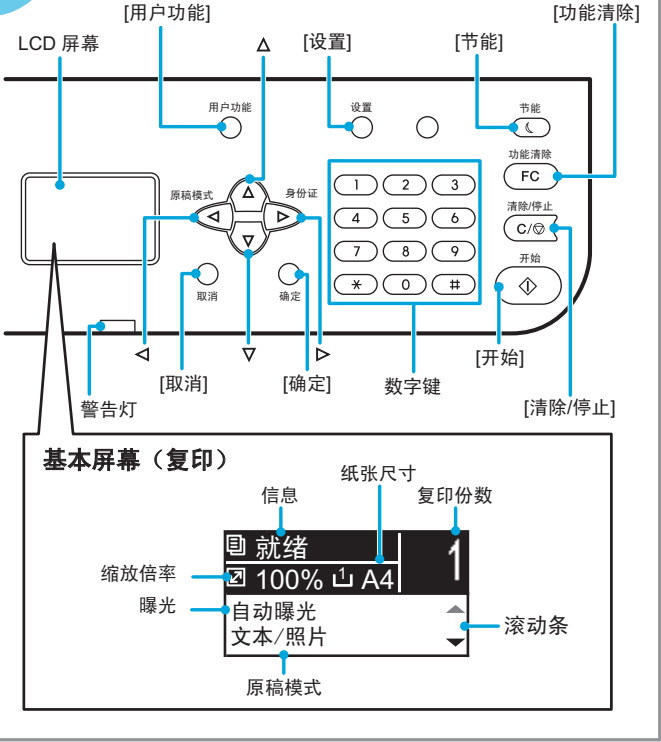 [用户功能]
[功能清除]
LCD 屏幕
△
[设置]
[节能]
用户功能
设置
节能
功能清除
FC
原稿模式
△
身份证
◁
▷
▽
1
2
3
4
5
6
7
8
9
*
0
#
清除/停止
C/
开始
取消
确定
◁
▽
▷
[开始]
[取消]
[确定]
数字键
警告灯
[清除/停止]
基本屏幕（复印）
纸张尺寸
信息
复印份数
就绪
1
缩放倍率
100% 1 A4
曝光
自动曝光
文本/照片
滚动条
原稿模式